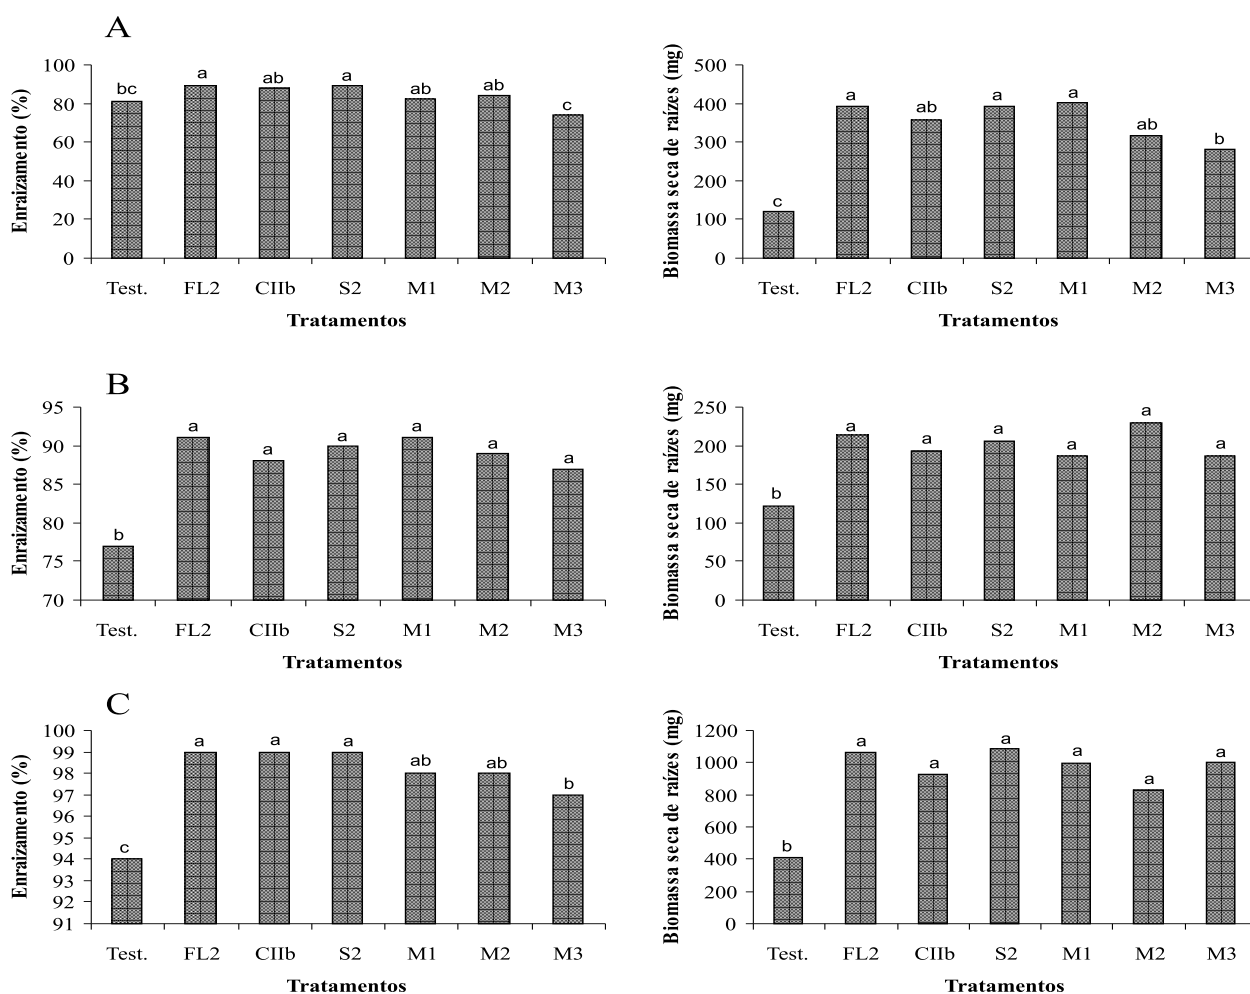 A
Enraizamento (%)
100
80
60
40
20
0
bc
a
ab
a
ab
ab
c
Test.
FL2
CIIb
S2
M1
M2
M3
Tratamentos
Biomassa seca de raízes (mg)
500
400
300
200
100
0
c
a
ab
a
a
ab
b
Test.
FL2
CIIb
S2
M1
M2
M3
Tratamentos
B
Enraizamento (%)
95
90
85
80
75
70
b
a
a
a
a
a
a
Test.
FL2
CIIb
S2
M1
M2
M3
Tratamentos
Biomassa seca de raízes (mg)
250
200
150
100
50
0
b
a
a
a
a
a
a
Test.
FL2
CIIb
S2
M1
M2
M3
Tratamentos
C
Enraizamento (%)
100
99
98
97
96
95
94
93
92
91
c
a
a
a
ab
ab
b
Test.
FL2
CIIb
S2
M1
M2
M3
Tratamentos
Biomassa seca de raízes (mg)
1200
1000
800
600
400
200
0
b
a
a
a
a
a
a
Test.
FL2
CIIb
S2
M1
M2
M3
Tratamentos